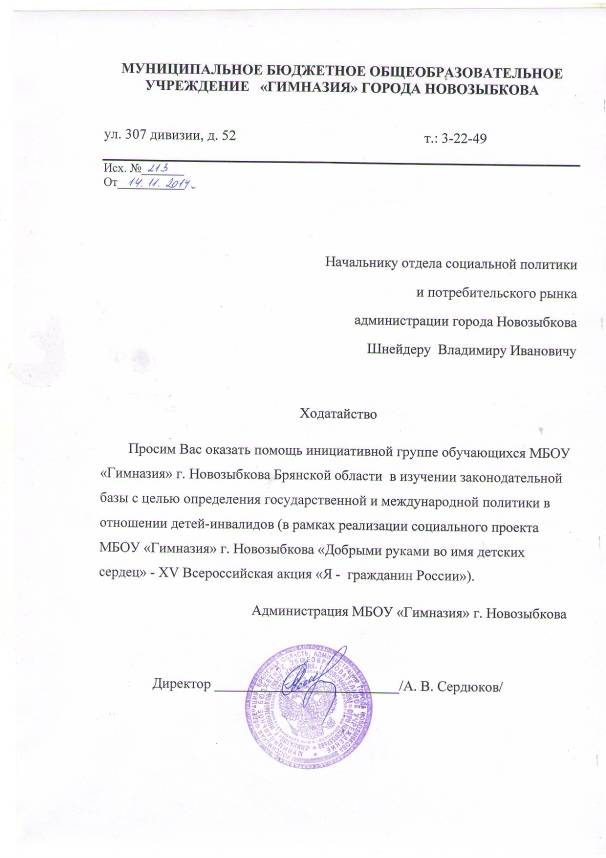 МУНИЦИПАЛЬНОЕ БЮДЖЕТНОЕ ОБЩЕОБРАЗОВАТЕЛЬНОЕ
УЧРЕЖДЕНИЕ «ГИМНАЗИЯ» ГОРОДА НОВОЗЫБКОВА
ул. 307 дивизии, д. 52 т.: 3-22-49
Исх. № 213
От 14.11.2014
Начальнику отдела социальной политики
и потребительского рынка
администрации города Новозыбкова
Шнейдеру Владимиру Ивановичу
Ходатайство
Просим Вас оказать помощь инициативной группе обучающихся МБОУ
«Гимназия» г. Новозыбкова Брянской области в изучении законодательной
базы с целью определения государственной и международной политики в
отношении детей-инвалидов (в рамках реализации социального проекта
МБОУ «Гимназия» г. Новозыбкова «Добрыми руками во имя детских
сердец» - XV Всероссийская акция «Я - гражданин России»).
Администрация МБОУ «Гимназия» г. Новозыбкова
Директор ____________________/А. В. Сердюков/